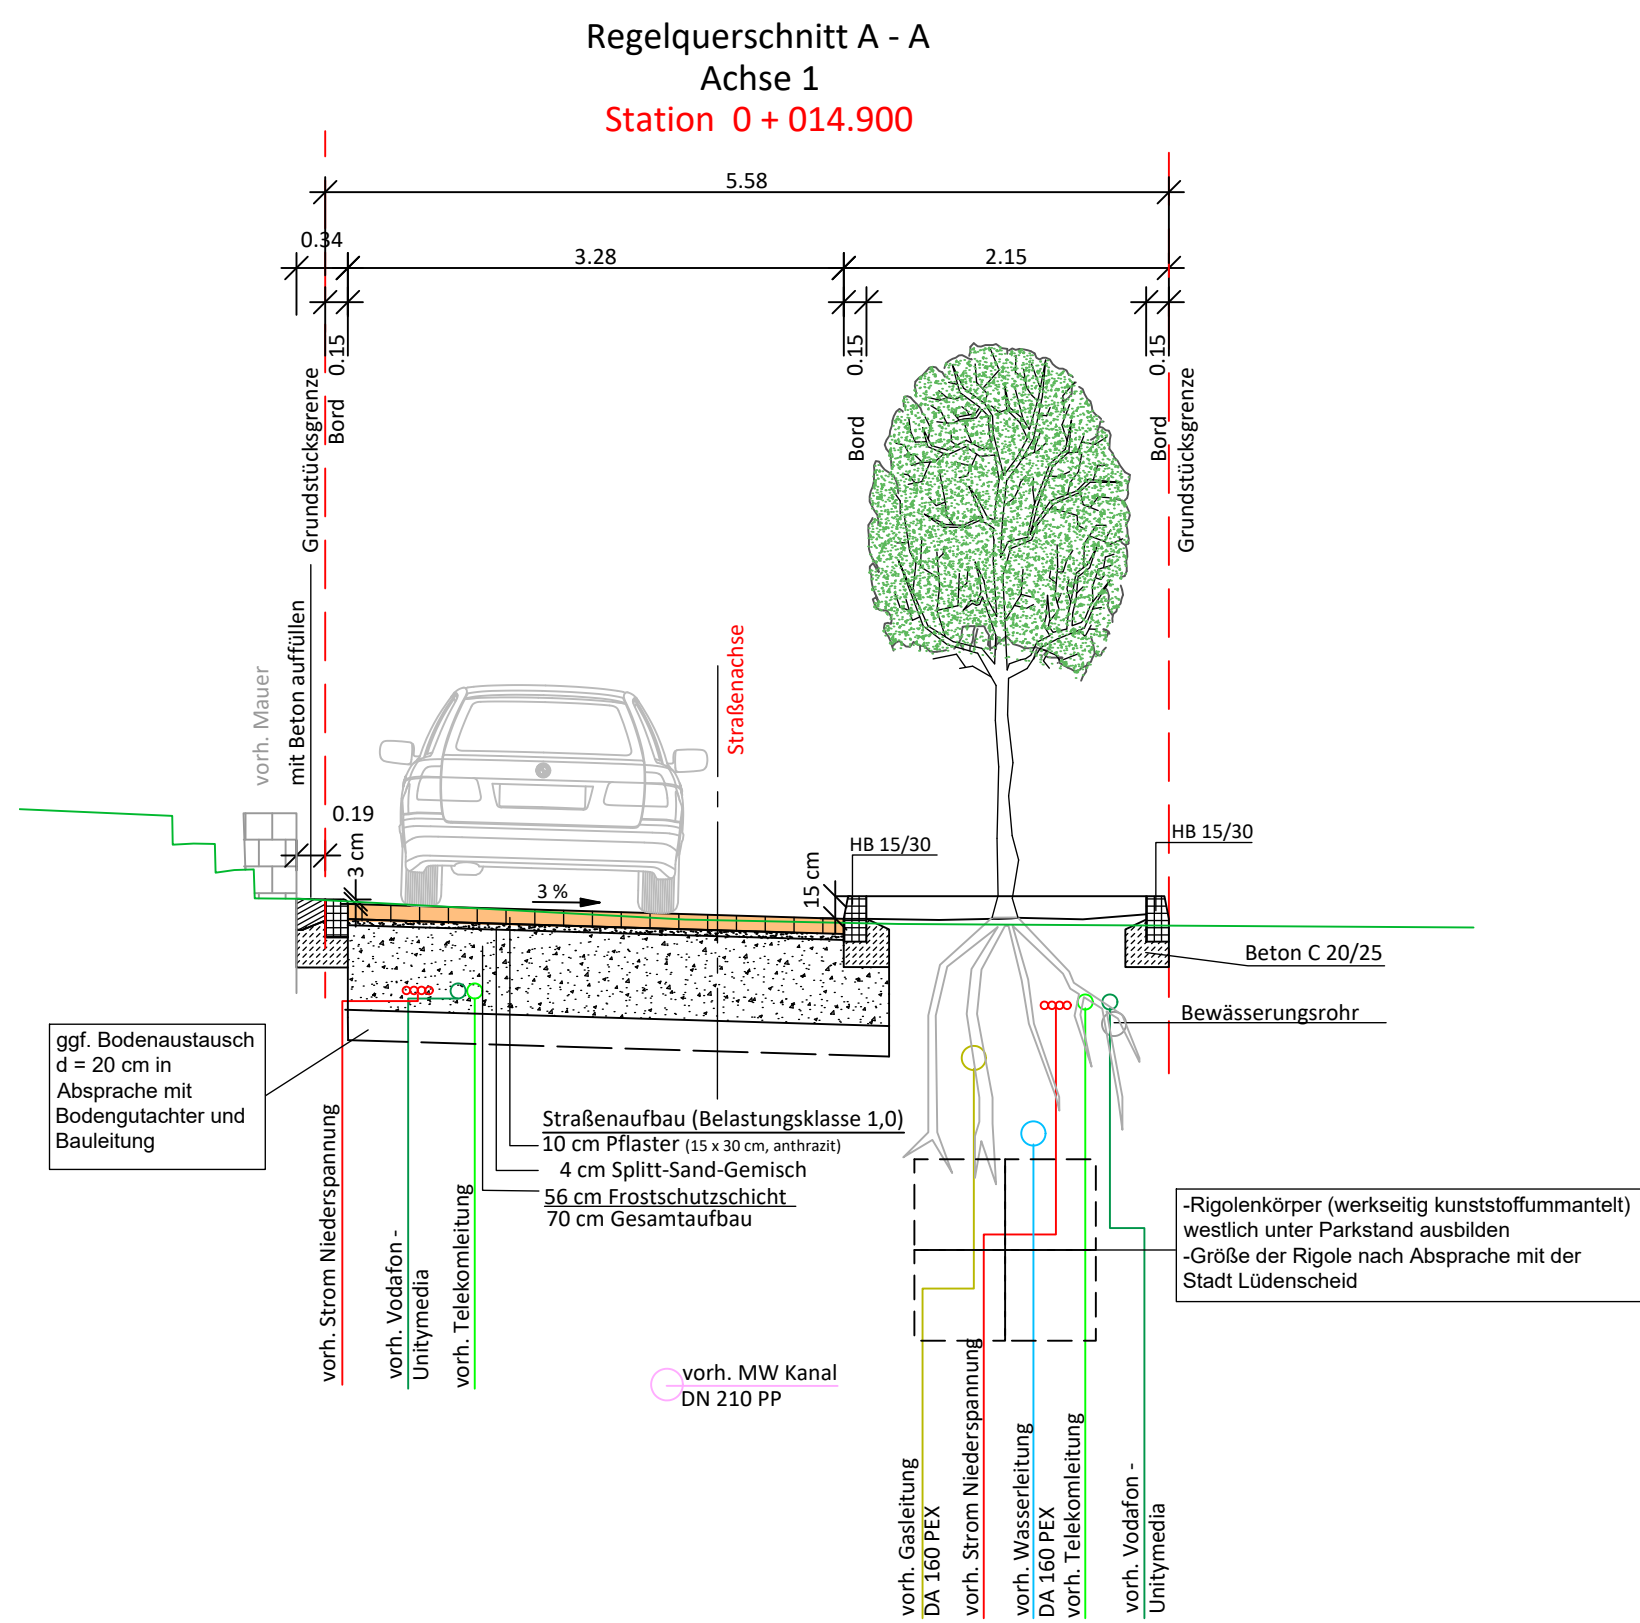 Regelquerschnitt A - A
Achse 1
Station 0 + 014.900
5.58
0.34
3.28
2.15
0.15
0.15
0.15
Bord
Bord
Bord
Grundstücksgrenze
Grundstücksgrenze
mit Beton auffüllen
vorh. Mauer
Straßenachse
0.19
3 cm
3 %
15 cm
HB 15/30
HB 15/30
Beton C 20/25
Bewässerungsrohr
ggf. Bodenaustausch
d = 20 cm in
Absprache mit
Bodengutachter und
Bauleitung
Straßenaufbau (Belastungsklasse 1,0)
10 cm Pflaster (15 x 30 cm, anthrazit)
4 cm Splitt-Sand-Gemisch
56 cm Frostschutzschicht
70 cm Gesamtaufbau
-Rigolenkörper (werkseitig kunststoffummantelt)
westlich unter Parkstand ausbilden
-Größe der Rigole nach Absprache mit der
Stadt Lüdenscheid
vorh. Strom Niederspannung
vorh. Vodafon -
Unitymedia
vorh. Telekomleitung
vorh. MW Kanal
DN 210 PP
vorh. Gasleitung
DA 160 PEX
vorh. Strom Niederspannung
vorh. Wasserleitung
DA 160 PEX
vorh. Telekomleitung
vorh. Vodafon -
Unitymedia